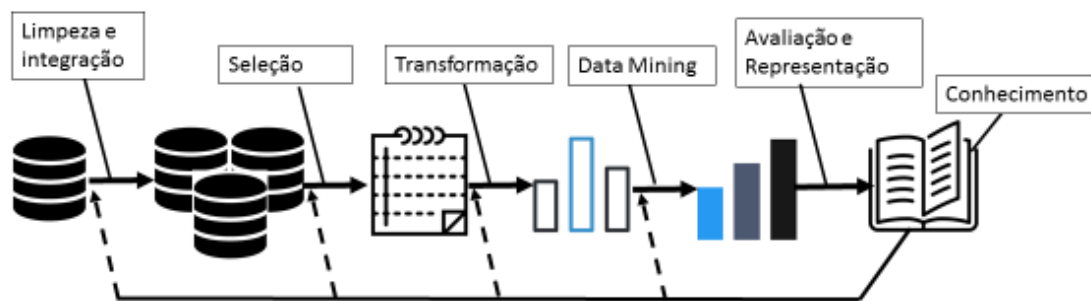 Limpeza e
integração
Seleção
Transformação
Data Mining
Avaliação e
Representação
Conhecimento